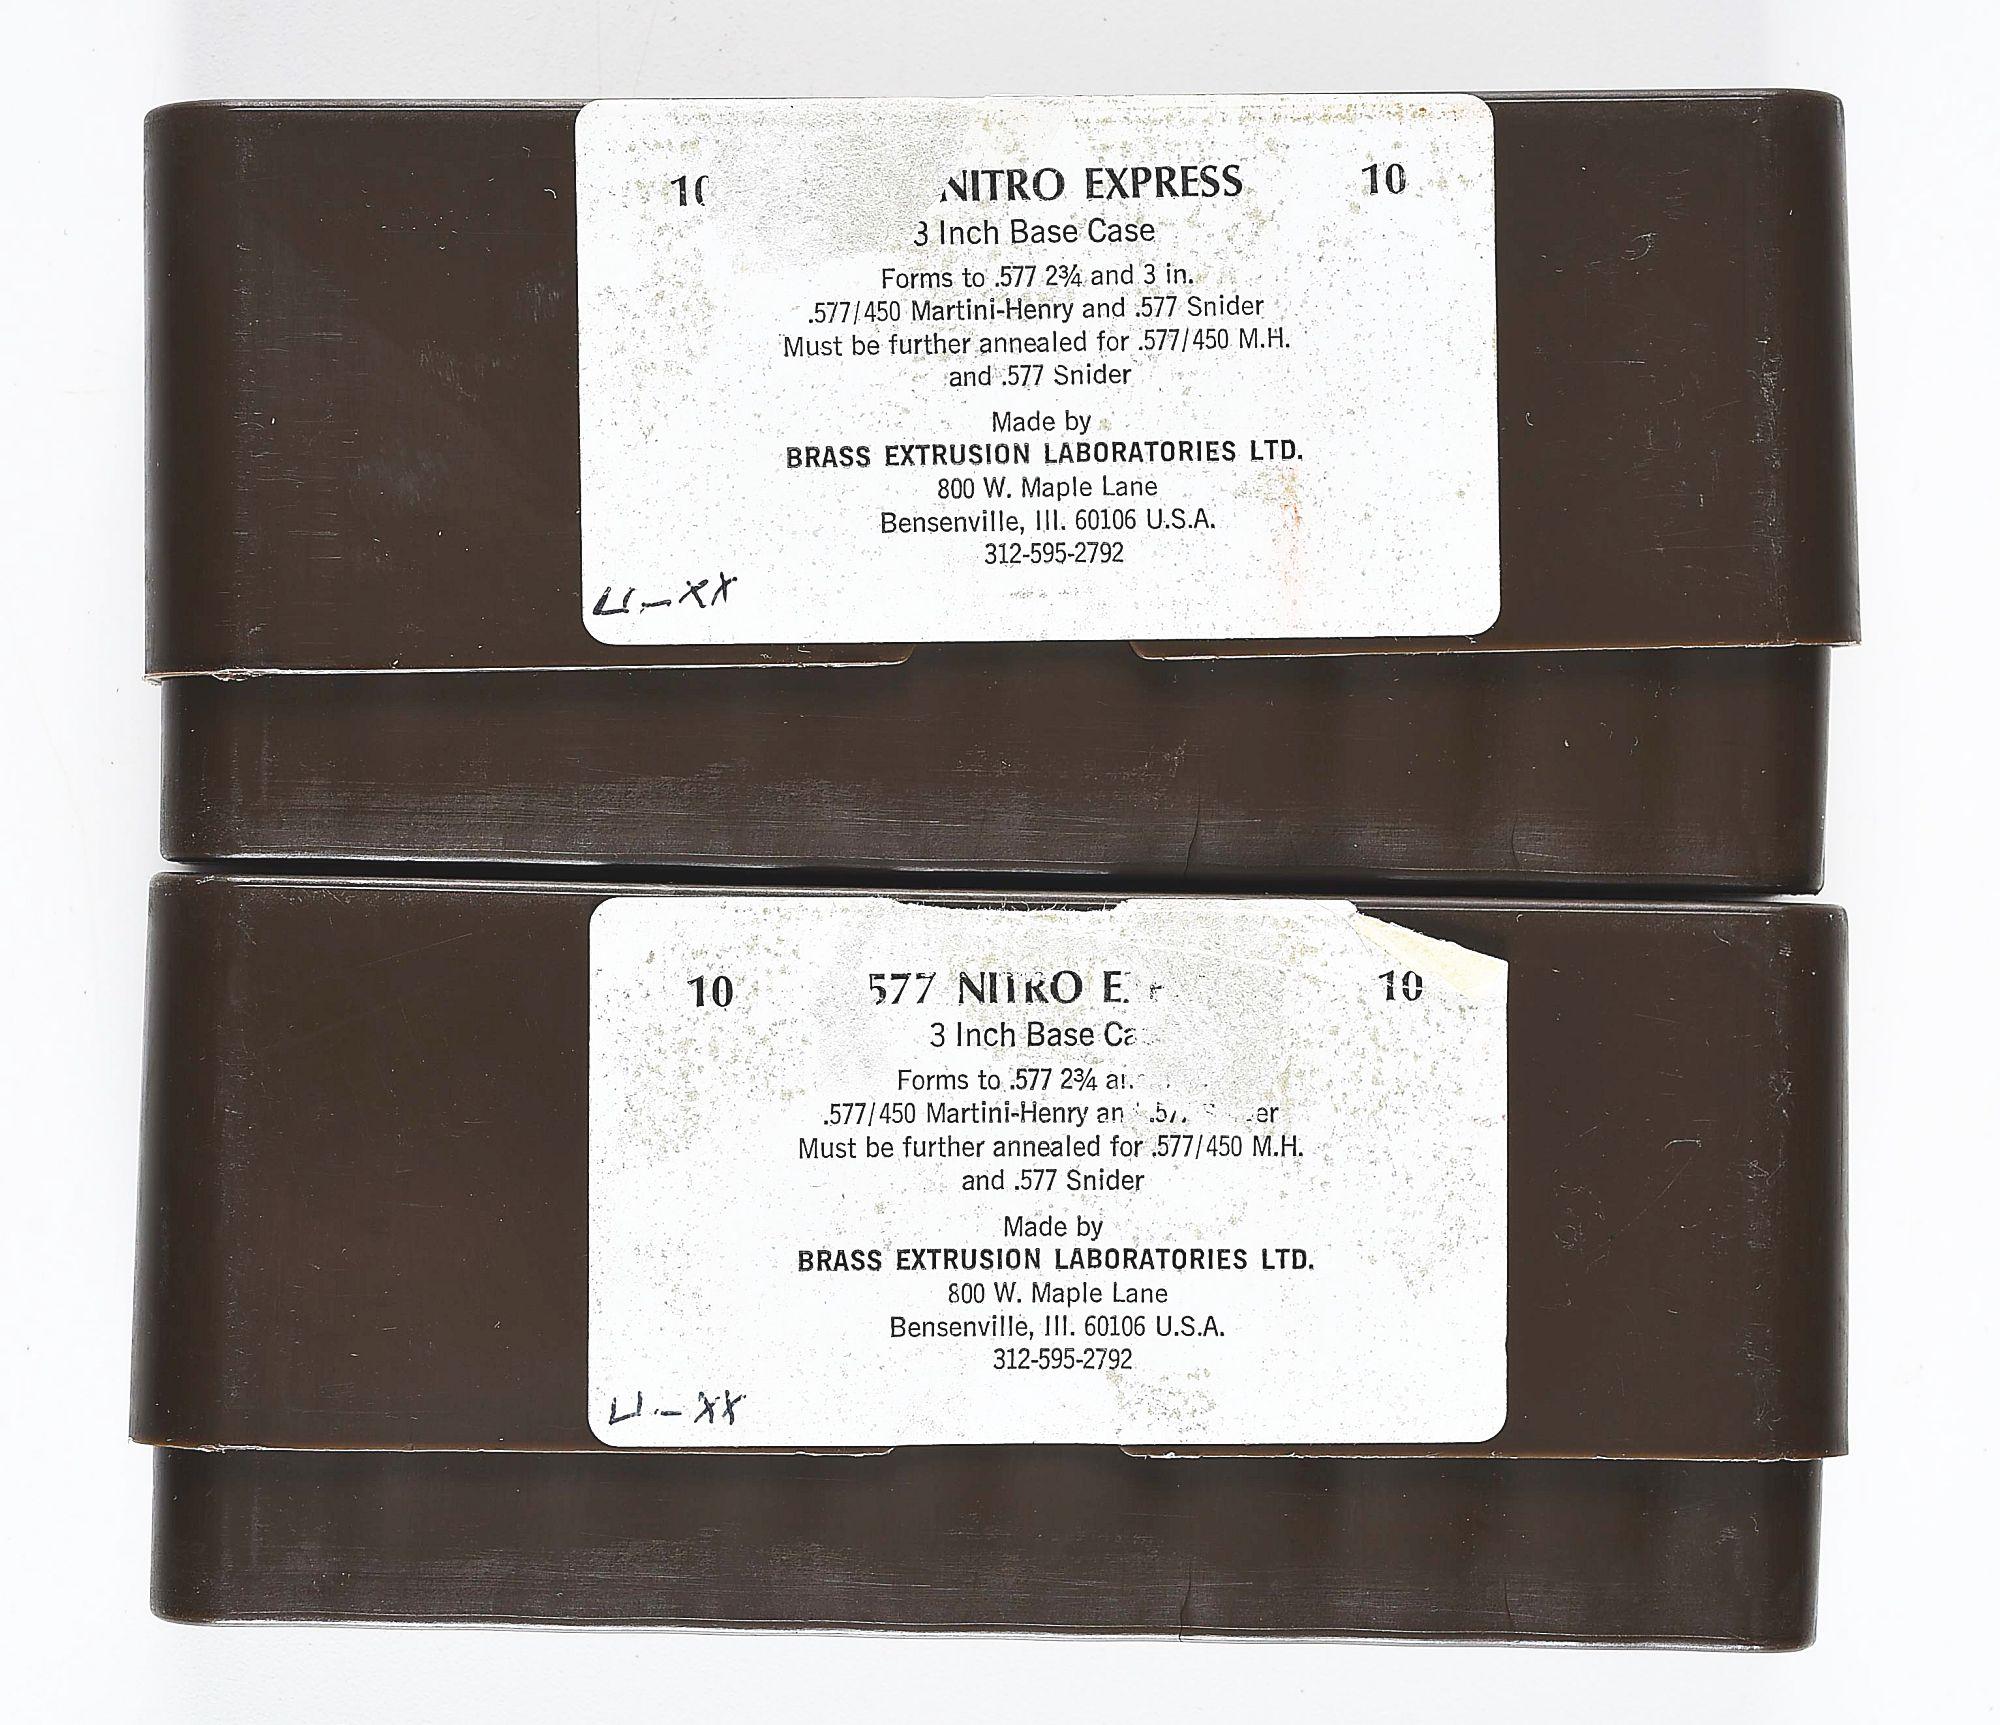 NITRO EXPRESS 10
3 Inch Base Case
Forms to .577 2¾ and 3 in.
.577/450 Martini-Henry and .577 Snider
Must be further annealed for .577/450 M.H.
and .577 Snider
Made by
BRASS EXTRUSION LABORATORIES LTD.
800 W. Maple Lane
Bensenville, Ill. 60106 U.S.A.
312-595-2792
10 577 NITRO 10
3 Inch Base
Forms to .577 2¾
.577/450 Martini-Henry
Must be further annealed for .577/450 M.H.
and .577 Snider
Made by
BRASS EXTRUSION LABORATORIES LTD.
800 W. Maple Lane
Bensenville, Ill. 60106 U.S.A.
312-595-2792